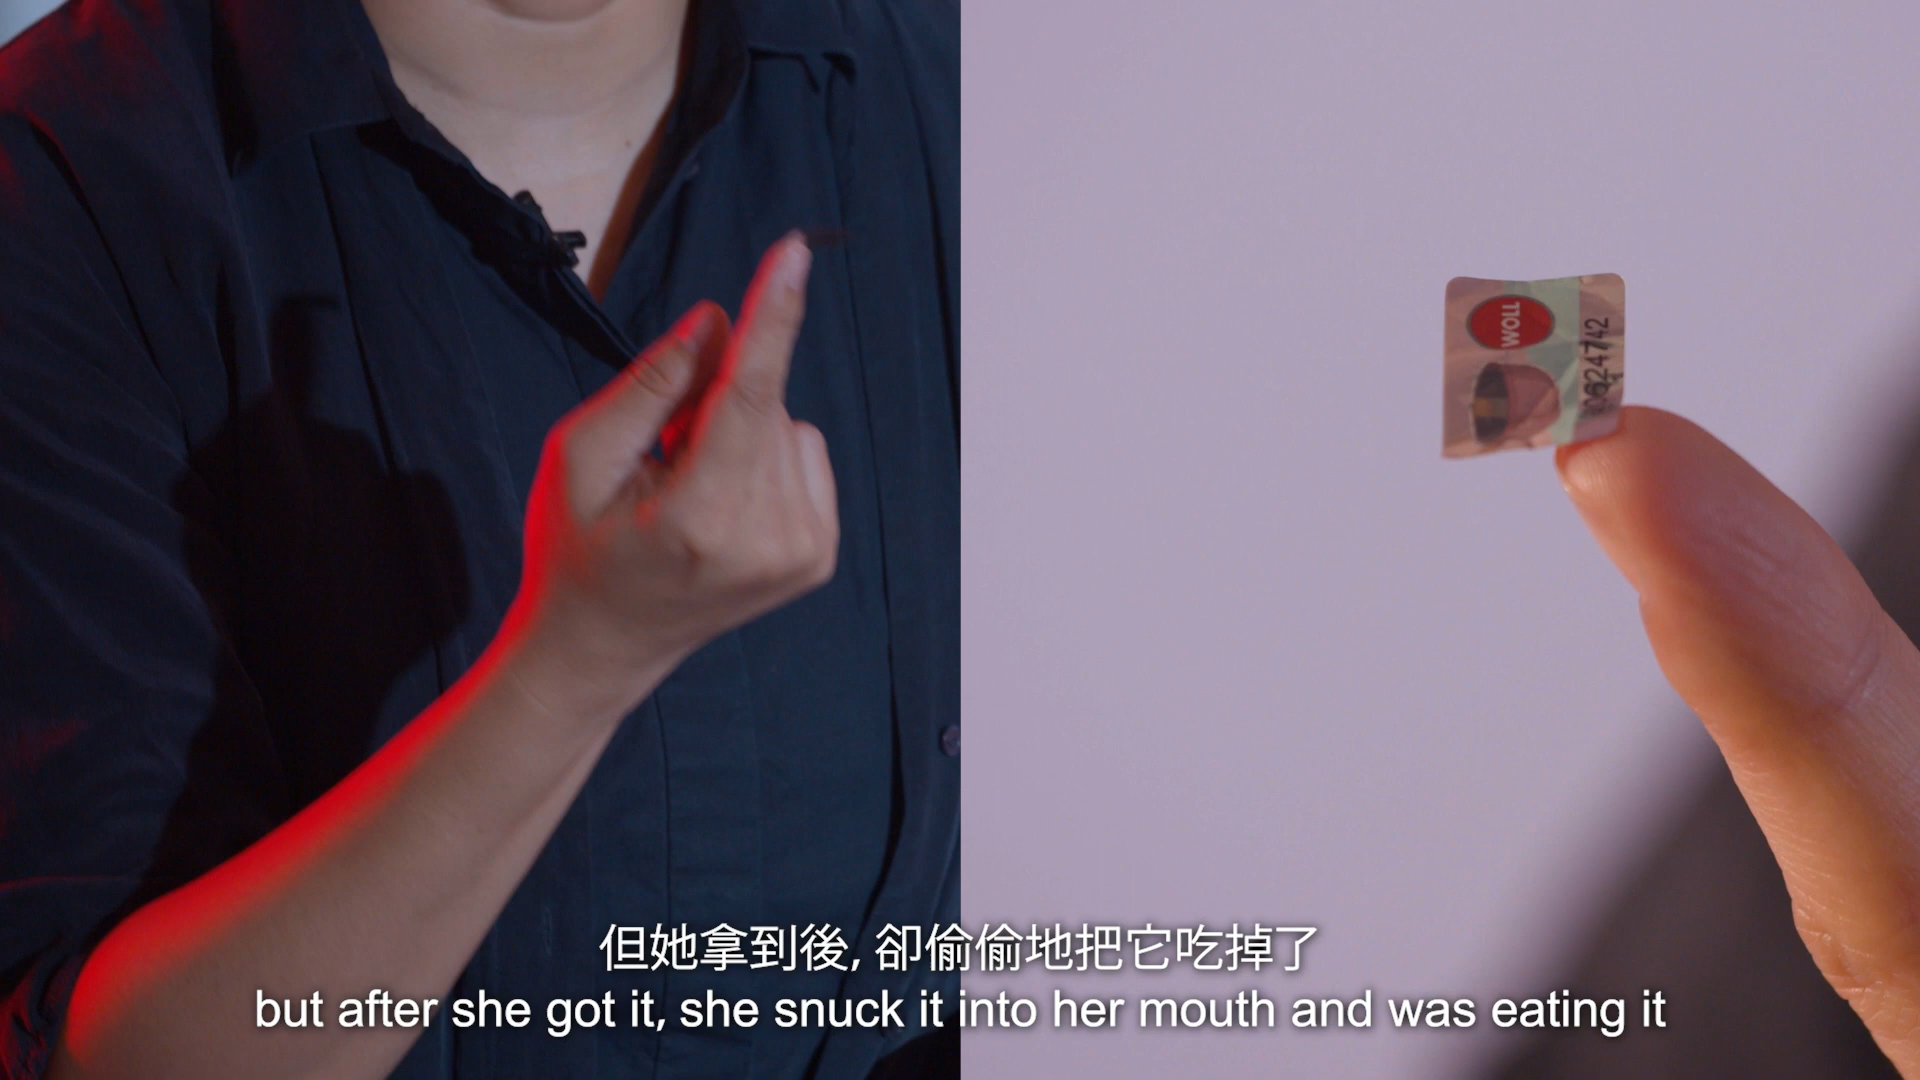 WOLL
但她拿到後, 卻偷偷地把它吃掉了
but after she got it, she snuck it into her mouth and was eating it